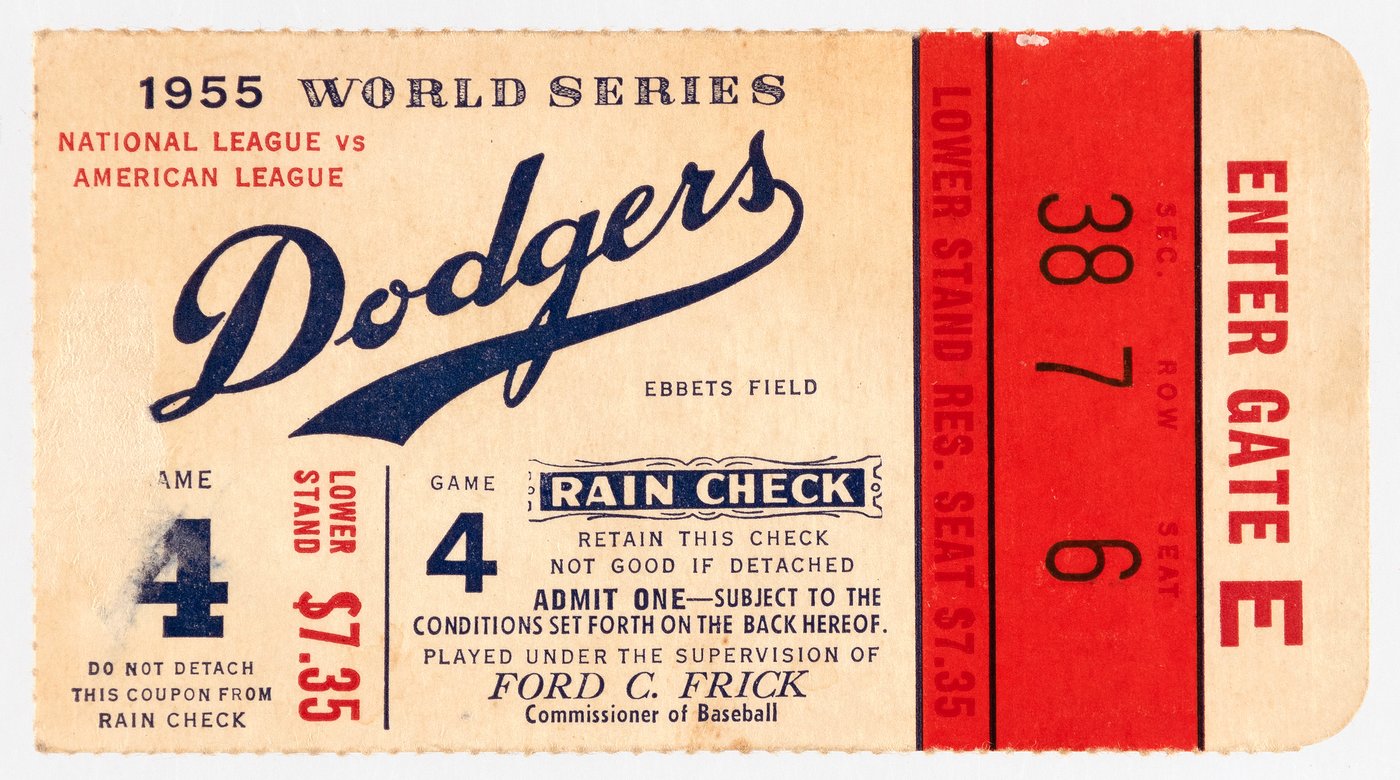 1955 WORLD SERIES
NATIONAL LEAGUE VS
AMERICAN LEAGUE
Dodgers
EBBETS FIELD
AME
4
DO NOT DETACH
THIS COUPON FROM
RAIN CHECK
LOWER
STAND $7.35
GAME
4
RAIN CHECK
RETAIN THIS CHECK
NOT GOOD IF DETACHED
ADMIT ONE—SUBJECT TO THE
CONDITIONS SET FORTH ON THE BACK HEREOF.
PLAYED UNDER THE SUPERVISION OF
FORD C. FRICK
Commissioner of Baseball
LOWER STAND RES. SEAT $7.35
SEC. ROW SEAT
38 7 6
ENTER GATE E